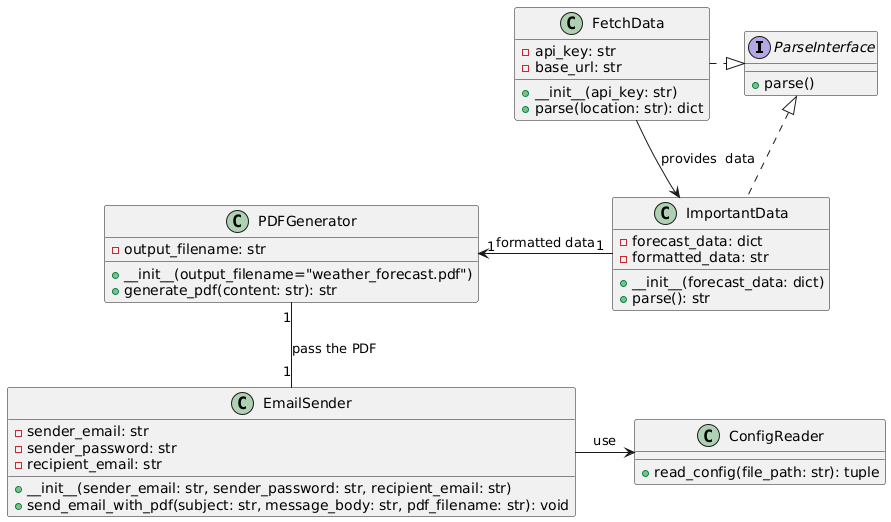 C FetchData
api_key: str
base_url: str
__init__(api_key: str)
parse(location: str): dict
I ParseInterface
parse()
provides  data
C ImportantData
forecast_data: dict
formatted_data: str
__init__(forecast_data: dict)
parse(): str
1 formatted data 1
C PDFGenerator
output_filename: str
__init__(output_filename="weather_forecast.pdf")
generate_pdf(content: str): str
1
pass the PDF
1
C EmailSender
sender_email: str
sender_password: str
recipient_email: str
__init__(sender_email: str, sender_password: str, recipient_email: str)
send_email_with_pdf(subject: str, message_body: str, pdf_filename: str): void
use
C ConfigReader
read_config(file_path: str): tuple